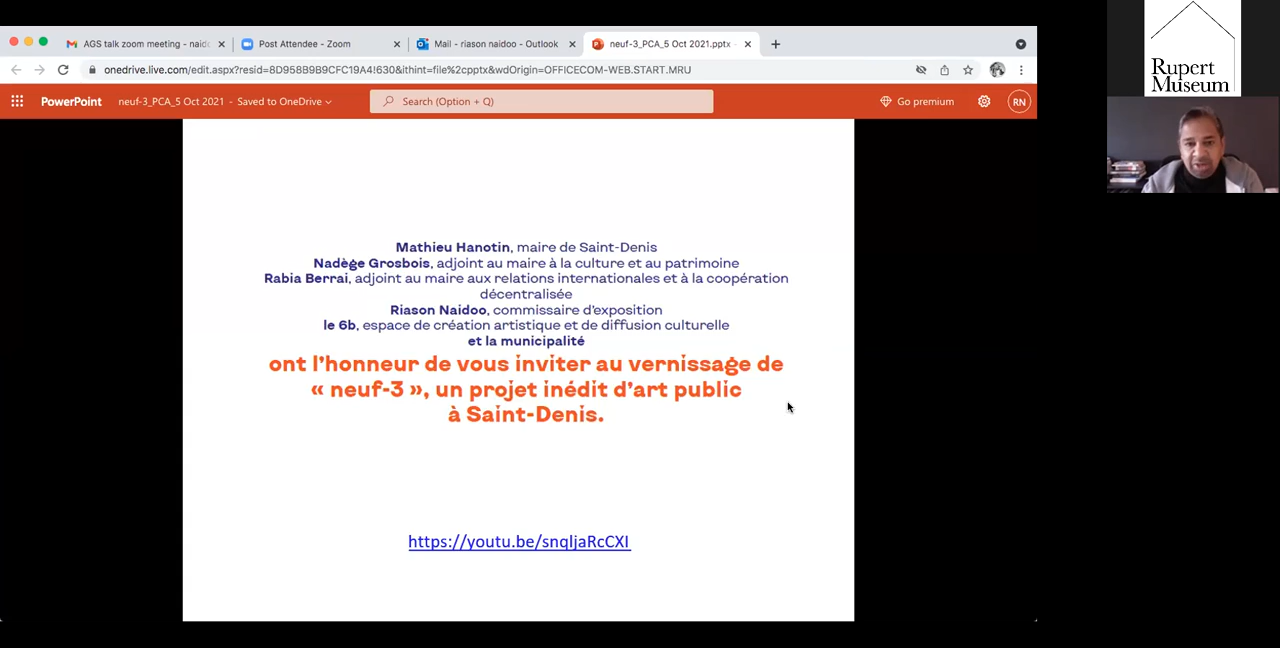 AGS talk zoom meeting - naido
Post Attendee - Zoom
Mail - riason naidoo - Outlook
neuf-3_PCA_5 Oct 2021.pptx -
onedrive.live.com/edit.aspx?resid=8D958B9B9CFC19A4!630&ithint=file%2cpptx&wdOrigin=OFFICECOM-WEB.START.MRU
PowerPoint
neuf-3_PCA_5 Oct 2021 - Saved to OneDrive
Search (Option + Q)
Go premium
RN
Rupert
Museum
Mathieu Hanotin, maire de Saint-Denis
Nadège Grosbois, adjoint au maire à la culture et au patrimoine
Rabia Berrai, adjoint au maire aux relations internationales et à la coopération
décentralisée
Riason Naidoo, commissaire d'exposition
le 6b, espace de création artistique et de diffusion culturelle
et la municipalité
ont l'honneur de vous inviter au vernissage de
« neuf-3 », un projet inédit d'art public
à Saint-Denis.
https://youtu.be/snqIjaRcCXI